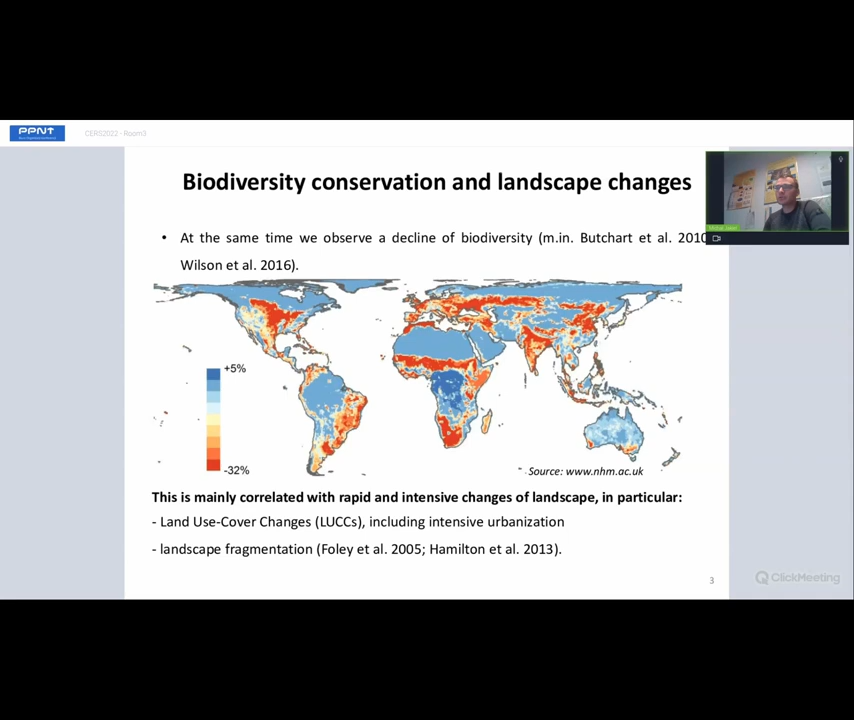 PPNT
CERS2022 - Room3
Biodiversity conservation and landscape changes
• At the same time we observe a decline of biodiversity (m.in. Butchart et al. 2010
Wilson et al. 2016).
+5%
-32%
Source: www.nhm.ac.uk
This is mainly correlated with rapid and intensive changes of landscape, in particular:
- Land Use-Cover Changes (LUCCs), including intensive urbanization
- landscape fragmentation (Foley et al. 2005; Hamilton et al. 2013).
3
ClickMeeting